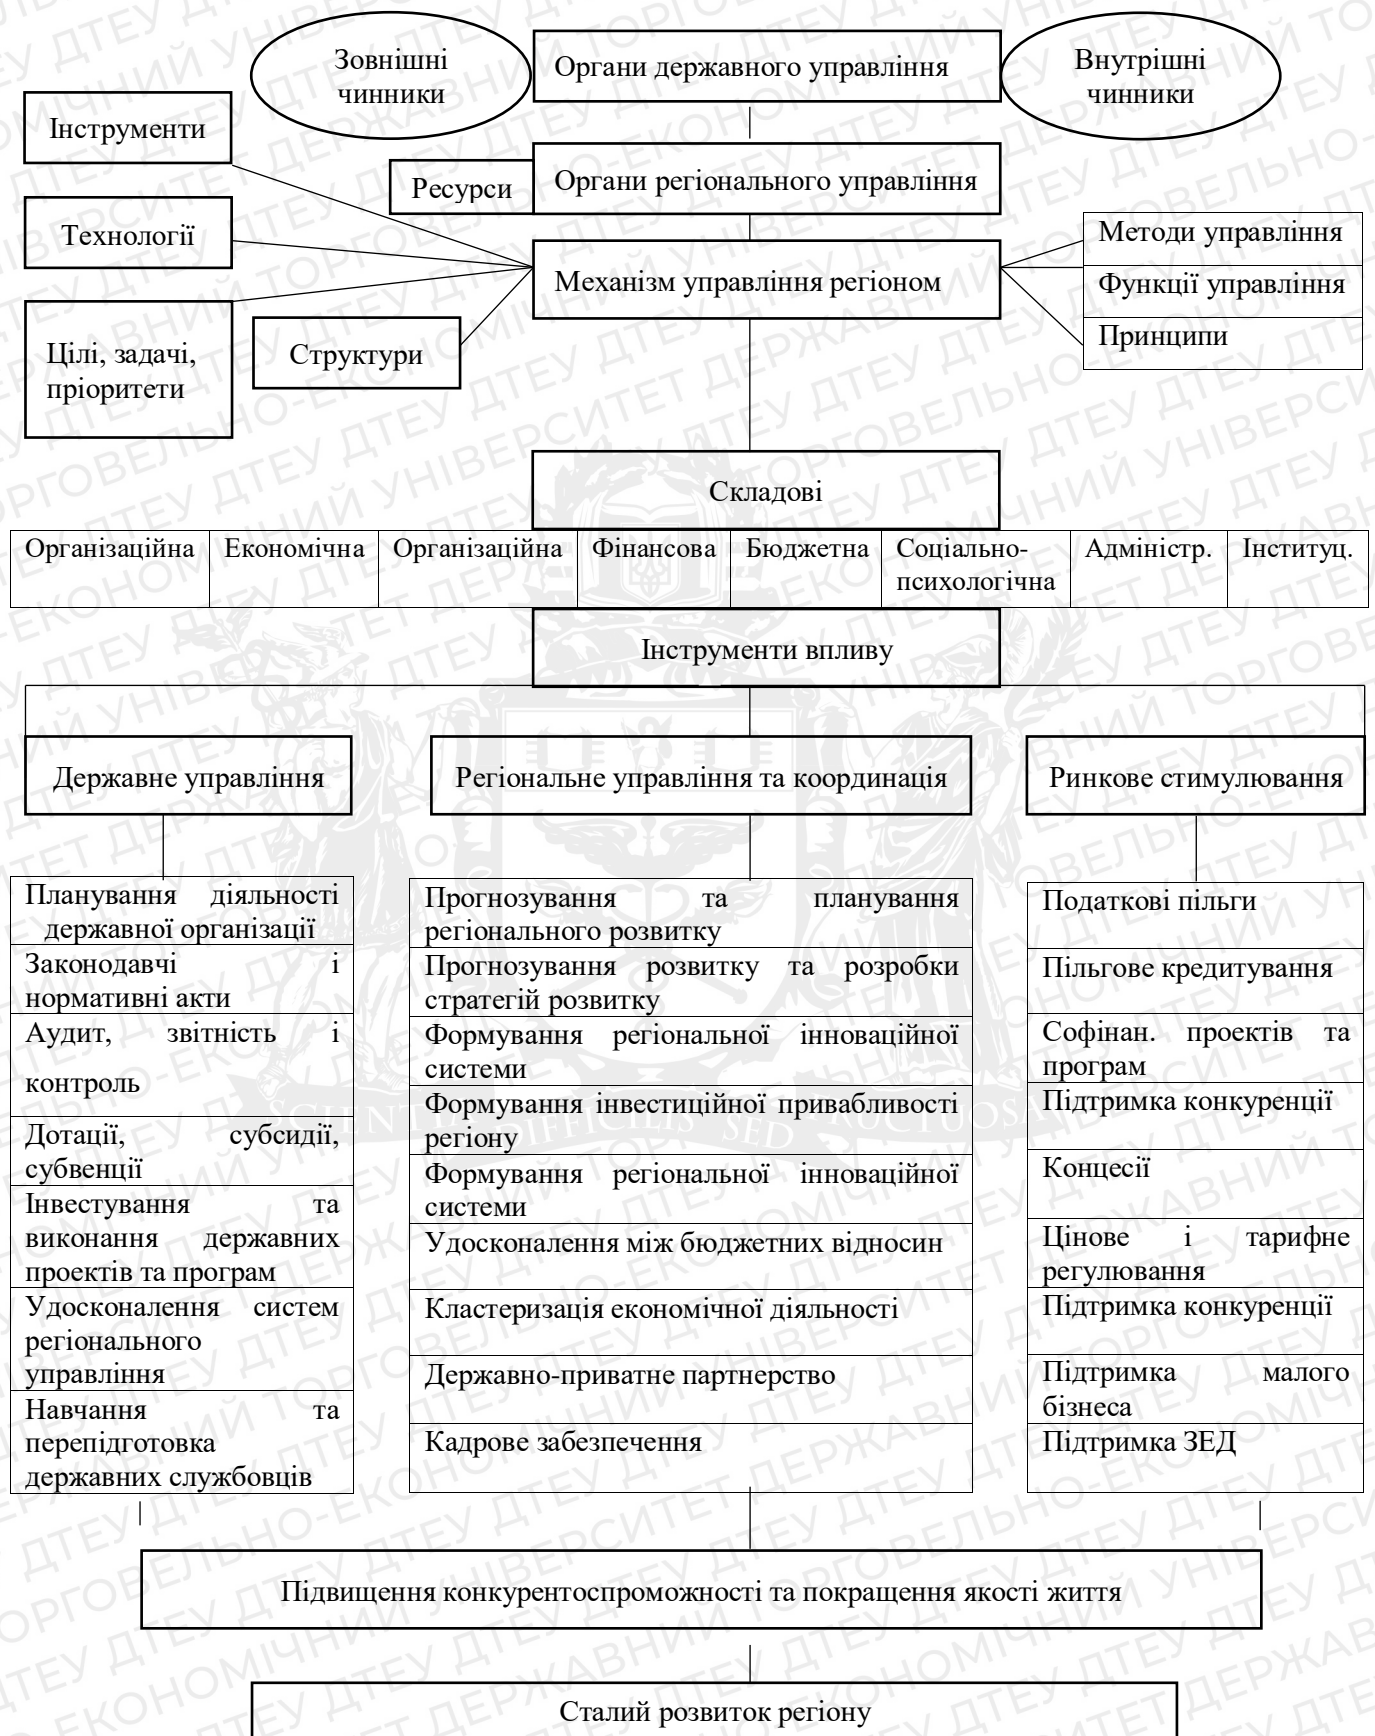 Зовнішні
чинники
Органи державного управління
Внутрішні
чинники
Інструменти
Ресурси
Органи регіонального управління
Технології
Механізм управління регіоном
Методи управління
Функції управління
Принципи
Цілі, задачі,
пріоритети
Структури
Складові
Організаційна Економічна Організаційна Фінансова Бюджетна Соціально- Адміністр. Інституц.
психологічна
Інструменти впливу
Державне управління
Регіональне управління та координація
Ринкове стимулювання
Планування діяльності
державної організації
Законодавчі і
нормативні акти
Аудит, звітність і
контроль
Дотації, субсидії,
субвенції
Інвестування та
виконання державних
проектів та програм
Удосконалення систем
регіонального
управління
Навчання та
перепідготовка
державних службовців
Прогнозування та планування
регіонального розвитку
Прогнозування розвитку та розробки
стратегій розвитку
Формування регіональної інноваційної
системи
Формування інвестиційної привабливості
регіону
Формування регіональної інноваційної
системи
Удосконалення між бюджетних відносин
Кластеризація економічної діяльності
Державно-приватне партнерство
Кадрове забезпечення
Податкові пільги
Пільгове кредитування
Софінан. проектів та
програм
Підтримка конкуренції
Концесії
Цінове і тарифне
регулювання
Підтримка конкуренції
Підтримка малого
бізнеса
Підтримка ЗЕД
Підвищення конкурентоспроможності та покращення якості життя
Сталий розвиток регіону